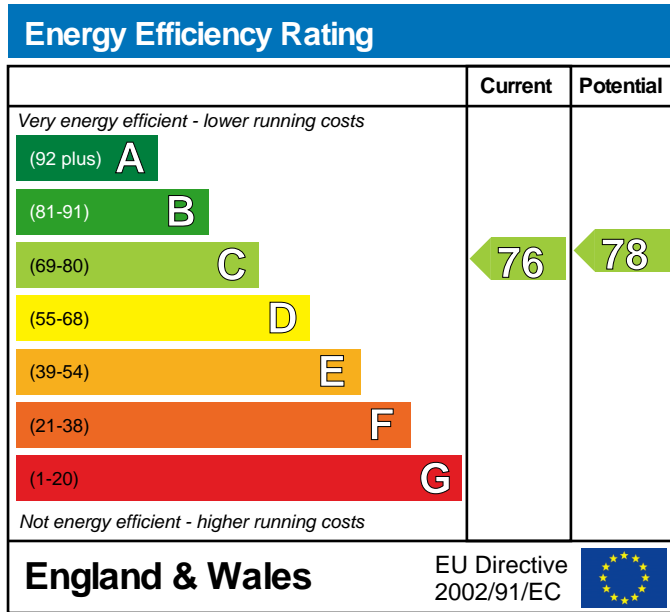 Energy Efficiency Rating
Current Potential
Very energy efficient - lower running costs
(92 plus) A
(81-91) B
(69-80) C 76 78
(55-68) D
(39-54) E
(21-38) F
(1-20) G
Not energy efficient - higher running costs
England & Wales
EU Directive
2002/91/EC